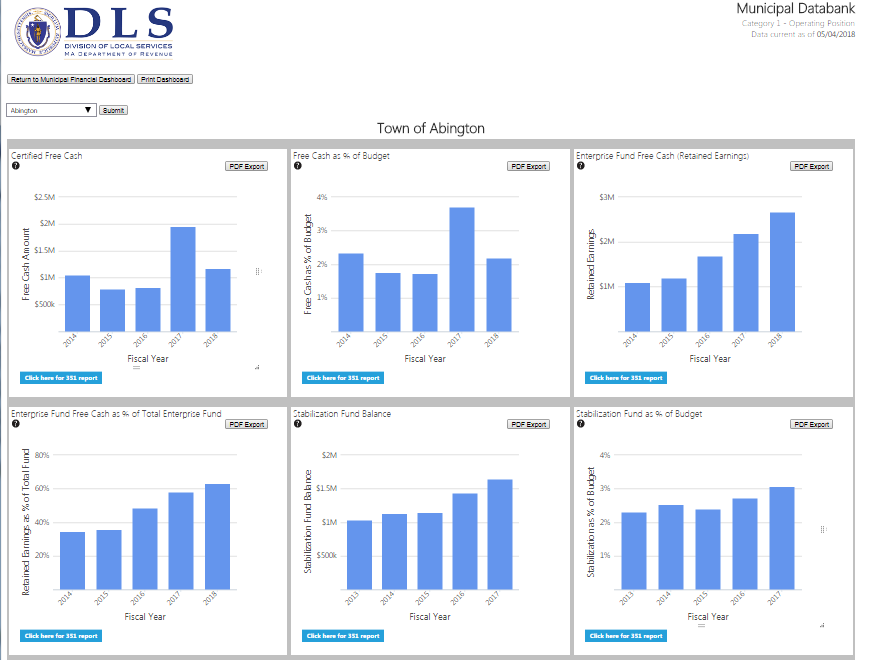 DLS
DIVISION OF LOCAL SERVICES
MA DEPARTMENT OF REVENUE
Municipal Databank
Category 1 - Operating Position
Data current as of 05/04/2018
Return to Municipal Financial Dashboard Print Dashboard
Abington Submit
Town of Abington
Certified Free Cash
PDF Export
Free Cash Amount
$2.5M
$2M
$1.5M
$1M
$500k
2014 2015 2016 2017 2018
Fiscal Year
Click here for 351 report
Free Cash as % of Budget
PDF Export
Free Cash as % of Budget
4%
3%
2%
1%
2014 2015 2016 2017 2018
Fiscal Year
Click here for 351 report
Enterprise Fund Free Cash (Retained Earnings)
PDF Export
Retained Earnings
$3M
$2M
$1M
2014 2015 2016 2017 2018
Fiscal Year
Click here for 351 report
Enterprise Fund Free Cash as % of Total Enterprise Fund
PDF Export
Retained Earnings as % of Total Fund
80%
60%
40%
20%
2014 2015 2016 2017 2018
Fiscal Year
Click here for 351 report
Stabilization Fund Balance
PDF Export
Stabilization Fund Balance
$2M
$1.5M
$1M
$500k
2013 2014 2015 2016 2017
Fiscal Year
Click here for 351 report
Stabilization Fund as % of Budget
PDF Export
Stabilization as % of Budget
4%
3%
2%
1%
2013 2014 2015 2016 2017
Fiscal Year
Click here for 351 report